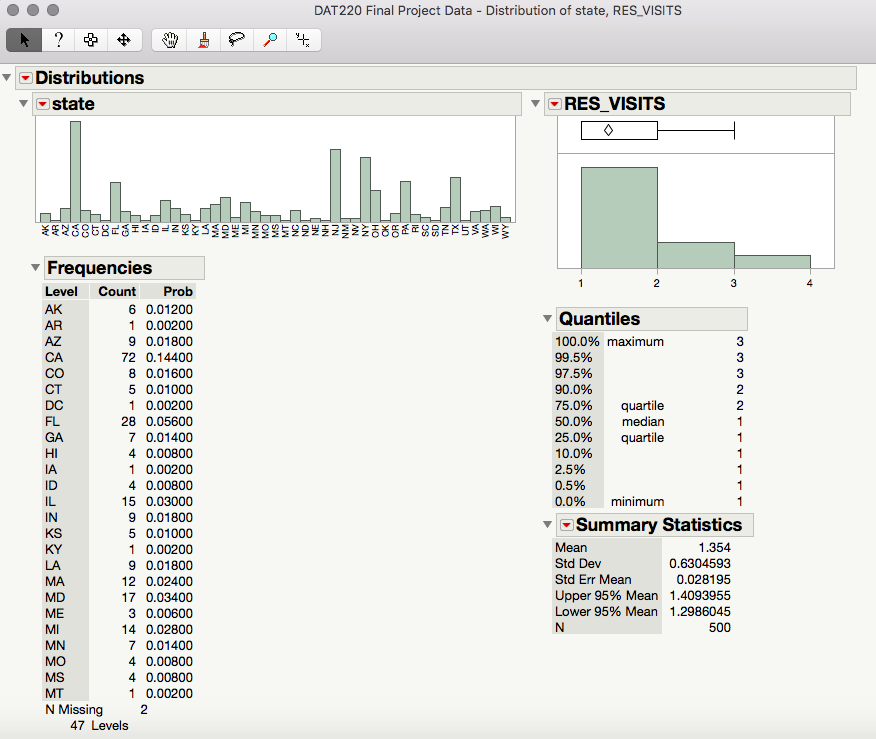 DAT220 Final Project Data - Distribution of state, RES_VISITS
Distributions
state
AK AR AZ CA CO CT DC FL GA HI IA ID IL IN KS KY LA MA MD ME MI MN MO MS MT NC ND NE NH NJ NM NV NY OH OK OR PA RI SC SD TN TX UT VA WA WI WY
Frequencies
Level Count Prob
AK 6 0.01200
AR 1 0.00200
AZ 9 0.01800
CA 72 0.14400
CO 8 0.01600
CT 5 0.01000
DC 1 0.00200
FL 28 0.05600
GA 7 0.01400
HI 4 0.00800
IA 1 0.00200
ID 4 0.00800
IL 15 0.03000
IN 9 0.01800
KS 5 0.01000
KY 1 0.00200
LA 9 0.01800
MA 12 0.02400
MD 17 0.03400
ME 3 0.00600
MI 14 0.02800
MN 7 0.01400
MO 4 0.00800
MS 4 0.00800
MT 1 0.00200
N Missing 2
47 Levels
RES_VISITS
1 2 3 4
Quantiles
100.0% maximum 3
99.5% 3
97.5% 3
90.0% 2
75.0% quartile 2
50.0% median 1
25.0% quartile 1
10.0% 1
2.5% 1
0.5% 1
0.0% minimum 1
Summary Statistics
Mean 1.354
Std Dev 0.6304593
Std Err Mean 0.028195
Upper 95% Mean 1.4093955
Lower 95% Mean 1.2986045
N 500